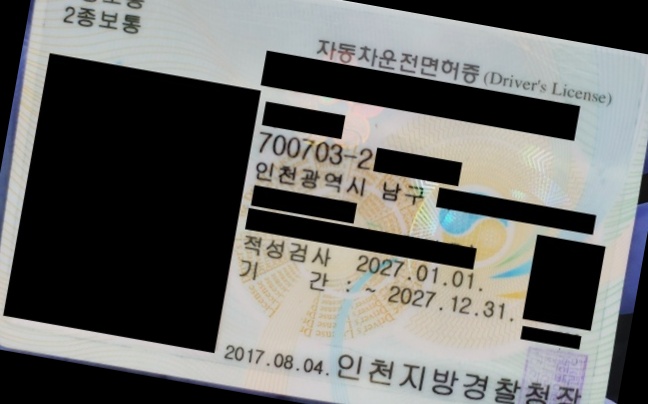 2종보통
자동차운전면허증 (Driver's License)
700703-2
인천광역시 남구
적성검사 2027.01.01.
기 간 : ~ 2027.12.31.
2017.08.04. 인천지방경찰청장